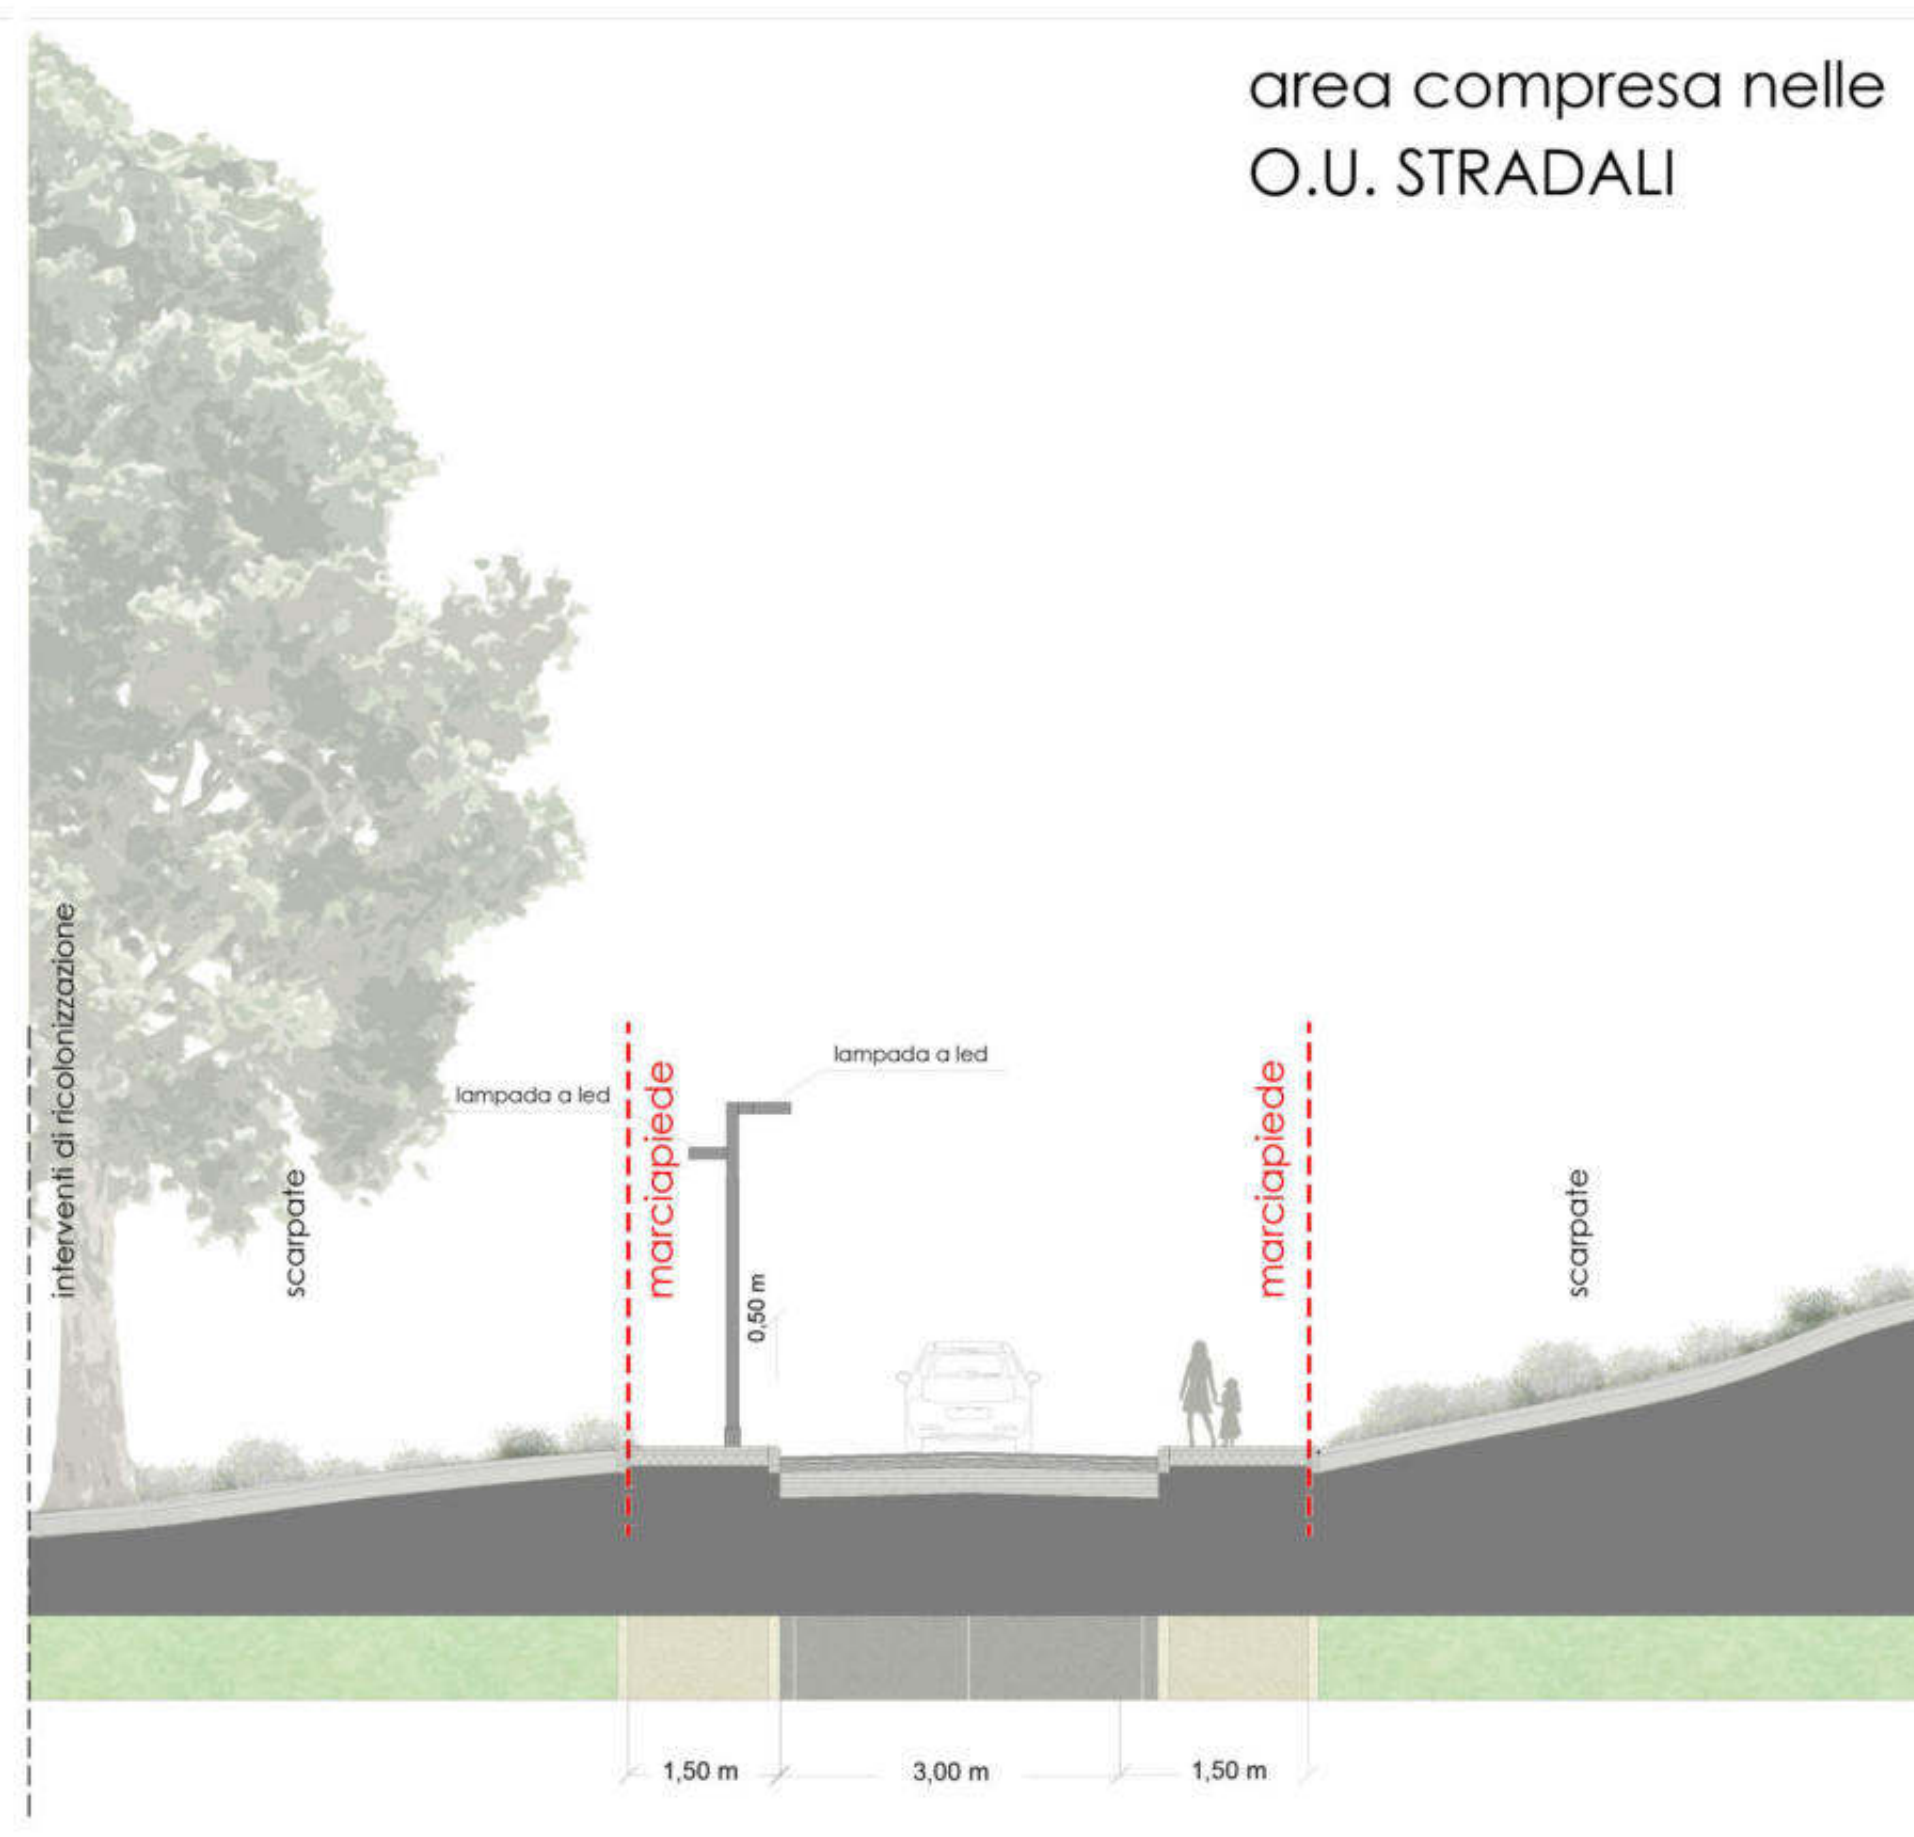 area compresa nelle
O.U. STRADALI
interventi di ricolonizzazione
scarpate
lampada a led
marciapiede
lampada a led
0,50 m
marciapiede
scarpate
1,50 m
3,00 m
1,50 m